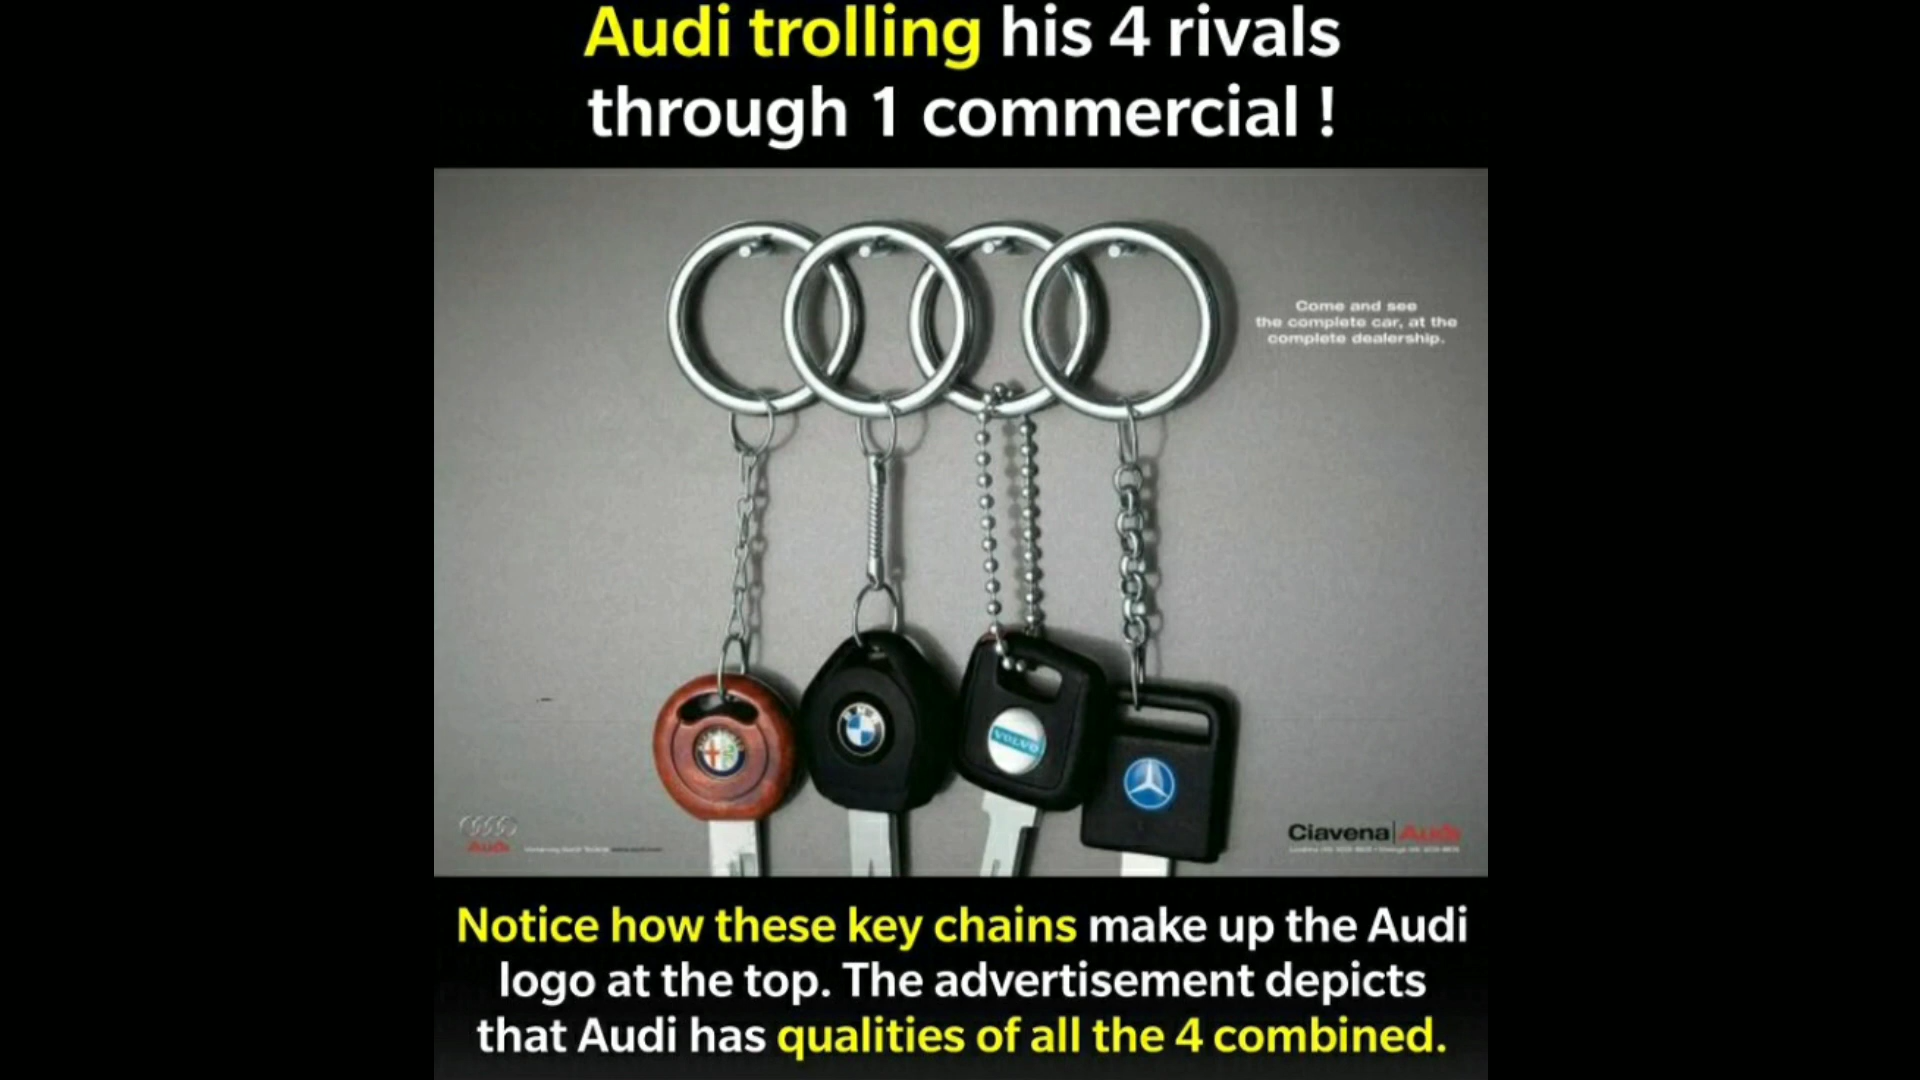 Audi trolling his 4 rivals
through 1 commercial !
Come and see
the complete car, at the
complete dealership.
BMW
VOLVO
Audi
Ciavena|Audi
Notice how these key chains make up the Audi
logo at the top. The advertisement depicts
that Audi has qualities of all the 4 combined.